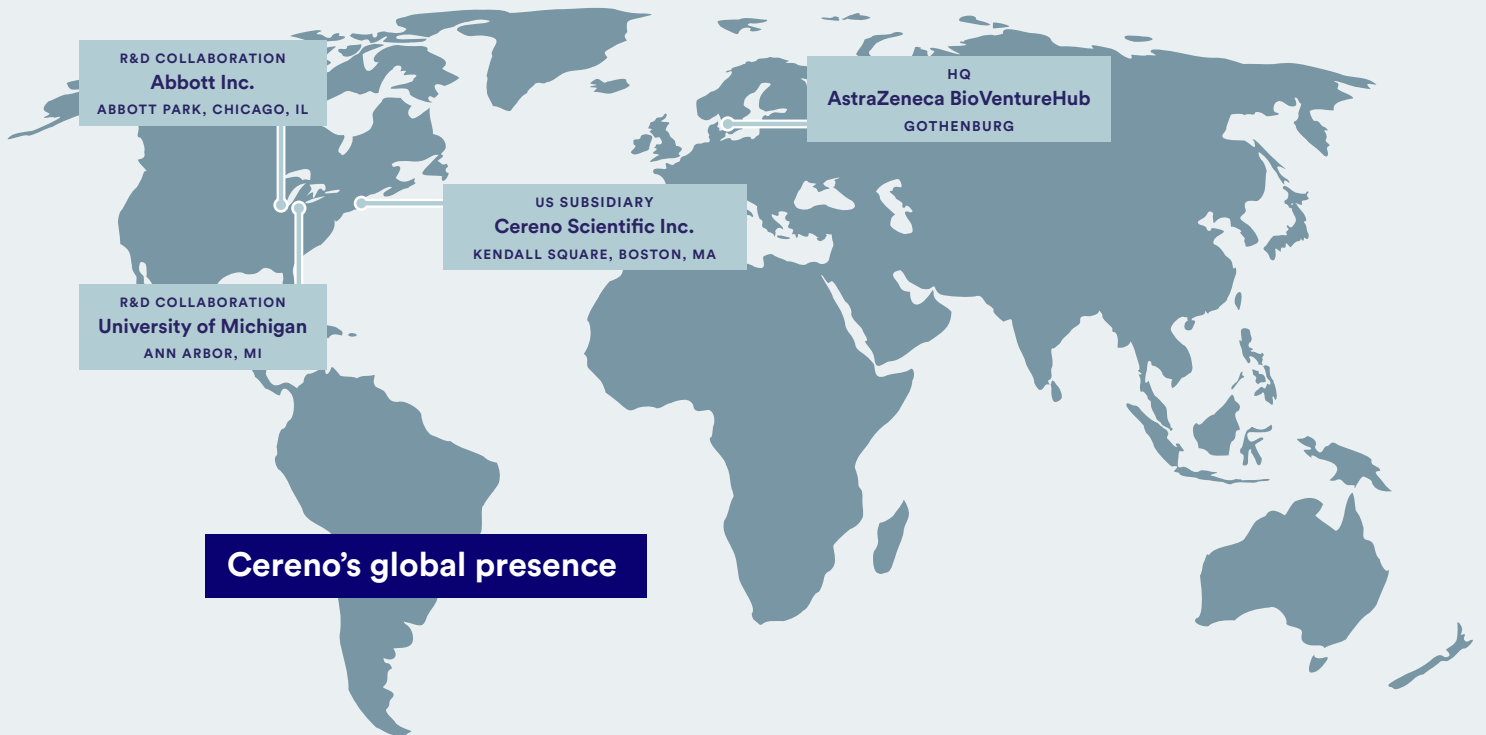 R&D COLLABORATION
Abbott Inc.
ABBOTT PARK, CHICAGO, IL
HQ
AstraZeneca BioVentureHub
GOTHENBURG
US SUBSIDIARY
Cereno Scientific Inc.
KENDALL SQUARE, BOSTON, MA
R&D COLLABORATION
University of Michigan
ANN ARBOR, MI
Cereno’s global presence